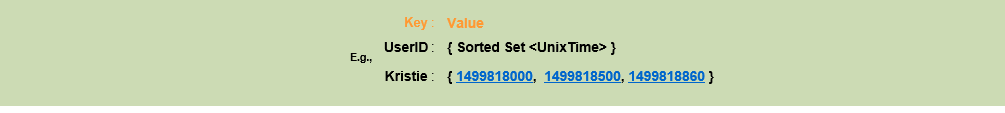 Key : Value
UserID : { Sorted Set <UnixTime> }
E.g.,
Kristie : { 1499818000, 1499818500, 1499818860 }